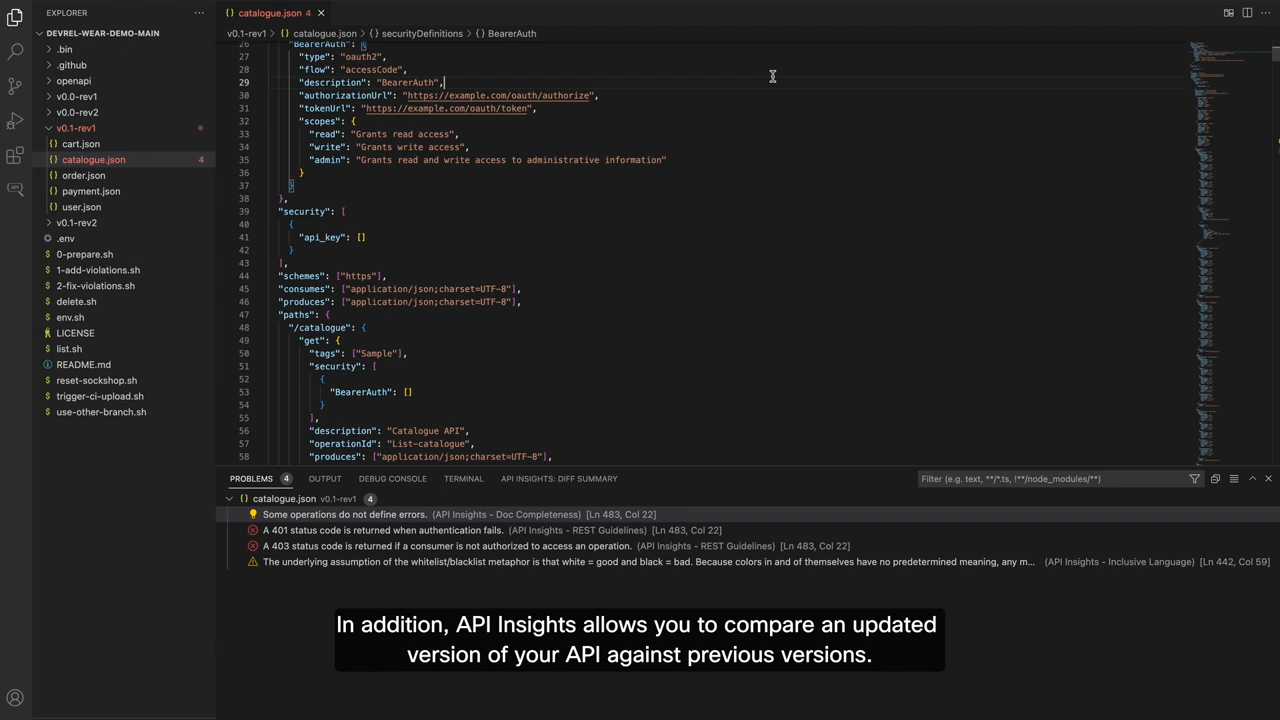 EXPLORER
DEVREL-WEAR-DEMO-MAIN
.bin
.github
openapi
v0.0-rev1
v0.0-rev2
v0.1-rev1
cart.json
catalogue.json 4
order.json
payment.json
user.json
v0.1-rev2
.env
0-prepare.sh
1-add-violations.sh
2-fix-violations.sh
delete.sh
env.sh
LICENSE
list.sh
README.md
reset-sockshop.sh
trigger-ci-upload.sh
use-other-branch.sh
{} catalogue.json
v0.1-rev1 > {} catalogue.json > {} securityDefinitions > {} BearerAuth
26 "BearerAuth": {
27 "type": "oauth2",
28 "flow": "accessCode",
29 "description": "BearerAuth",
30 "authorizationUrl": "https://example.com/oauth/authorize",
31 "tokenUrl": "https://example.com/oauth/token",
32 "scopes": {
33 "read": "Grants read access",
34 "write": "Grants write access",
35 "admin": "Grants read and write access to administrative information"
36 }
37 }
38 },
39 "security": [
40 {
41 "api_key": []
42 }
43 ],
44 "schemes": ["https"],
45 "consumes": ["application/json;charset=UTF-8"],
46 "produces": ["application/json;charset=UTF-8"],
47 "paths": {
48 "/catalogue": {
49 "get": {
50 "tags": ["Sample"],
51 "security": [
52 {
53 "BearerAuth": []
54 }
55 ],
56 "description": "Catalogue API",
57 "operationId": "List-catalogue",
58 "produces": ["application/json;charset=UTF-8"],
PROBLEMS 4 OUTPUT DEBUG CONSOLE TERMINAL API INSIGHTS: DIFF SUMMARY Filter (e.g. text, **/*.ts, !**/node_modules/**)
{} catalogue.json v0.1-rev1 4
Some operations do not define errors. (API Insights - Doc Completeness) [Ln 483, Col 22]
A 401 status code is returned when authentication fails. (API Insights - REST Guidelines) [Ln 483, Col 22]
A 403 status code is returned if a consumer is not authorized to access an operation. (API Insights - REST Guidelines) [Ln 483, Col 22]
The underlying assumption of the whitelist/blacklist metaphor is that white = good and black = bad. Because colors in and of themselves have no predetermined meaning, any m... (API Insights - Inclusive Language) [Ln 442, Col 59]
In addition, API Insights allows you to compare an updated
version of your API against previous versions.